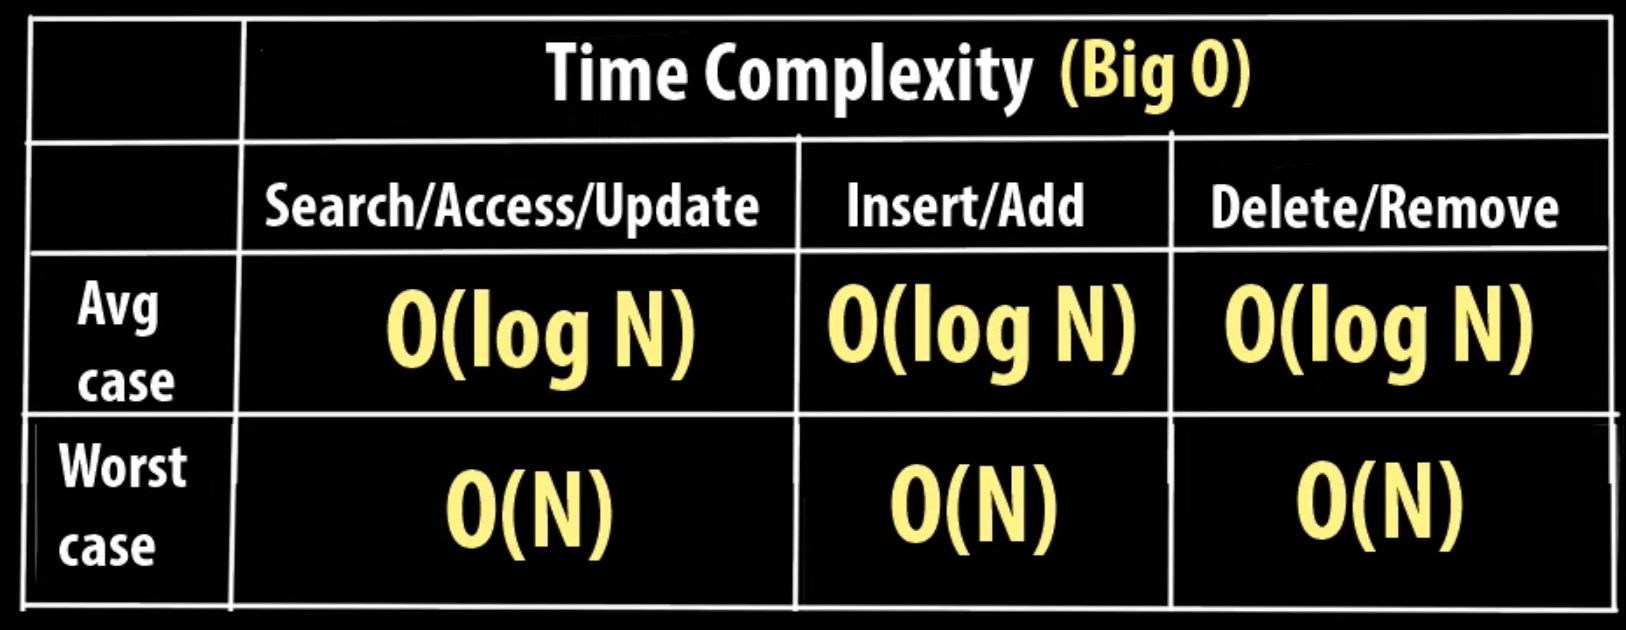 Time Complexity (Big O)
Search/Access/Update Insert/Add Delete/Remove
Avg
case
O(log N) O(log N) O(log N)
Worst
case
O(N) O(N) O(N)